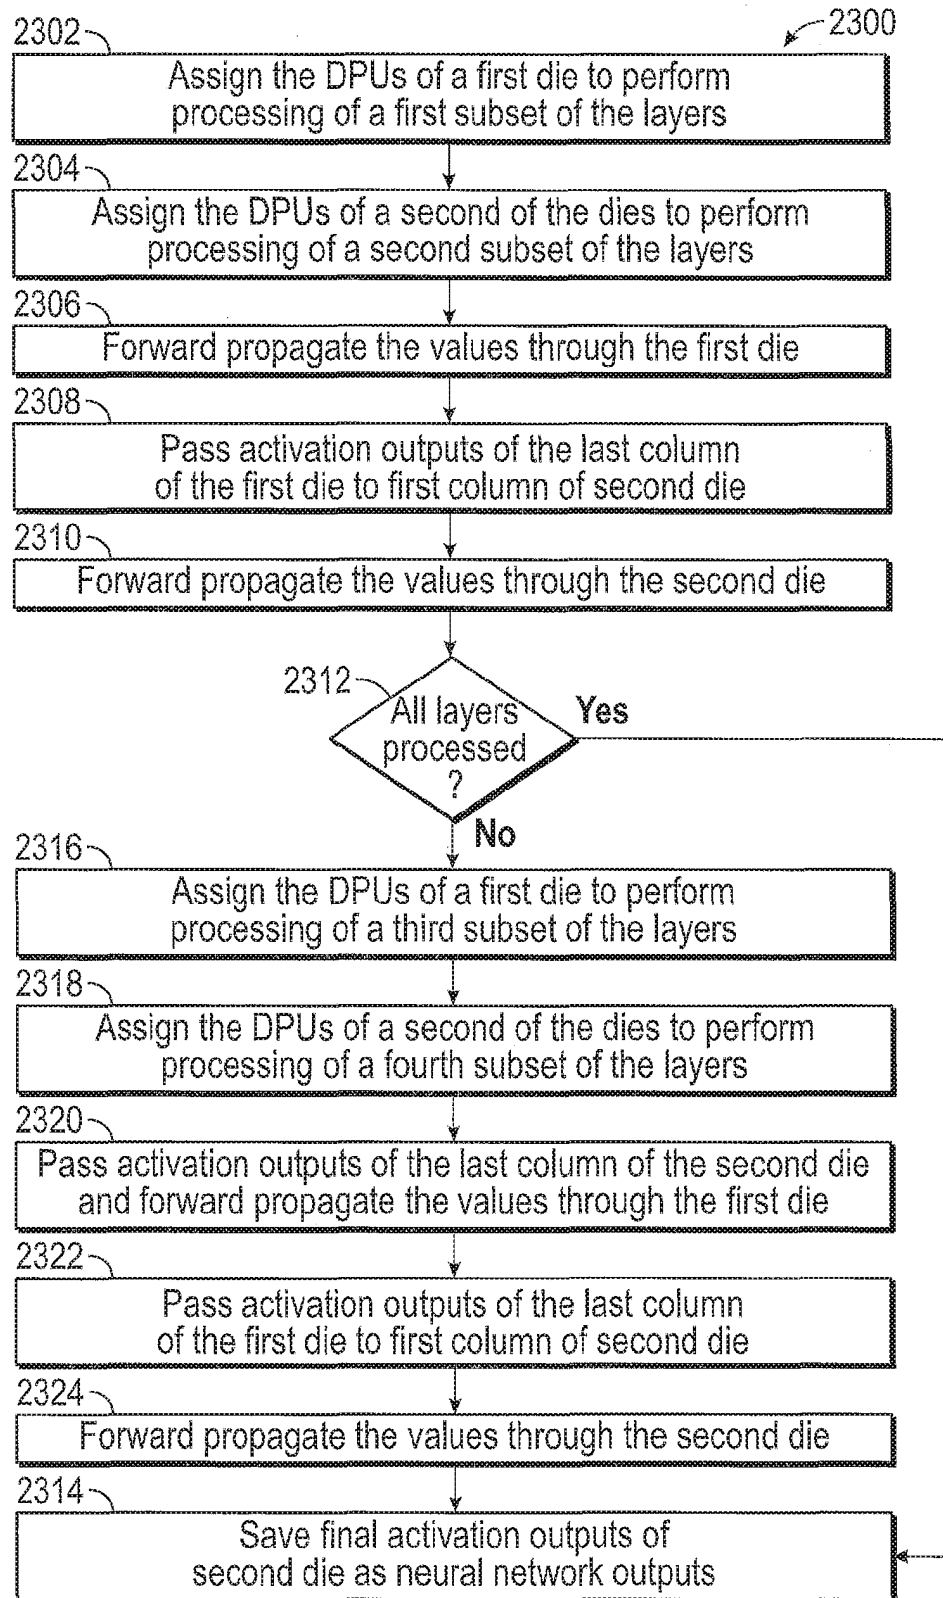 2300
2302
Assign the DPUs of a first die to perform
processing of a first subset of the layers
2304
Assign the DPUs of a second of the dies to perform
processing of a second subset of the layers
2306
Forward propagate the values through the first die
2308
Pass activation outputs of the last column
of the first die to first column of second die
2310
Forward propagate the values through the second die
2312
All layers
processed
?
Yes
No
2316
Assign the DPUs of a first die to perform
processing of a third subset of the layers
2318
Assign the DPUs of a second of the dies to perform
processing of a fourth subset of the layers
2320
Pass activation outputs of the last column of the second die
and forward propagate the values through the first die
2322
Pass activation outputs of the last column
of the first die to first column of second die
2324
Forward propagate the values through the second die
2314
Save final activation outputs of
second die as neural network outputs